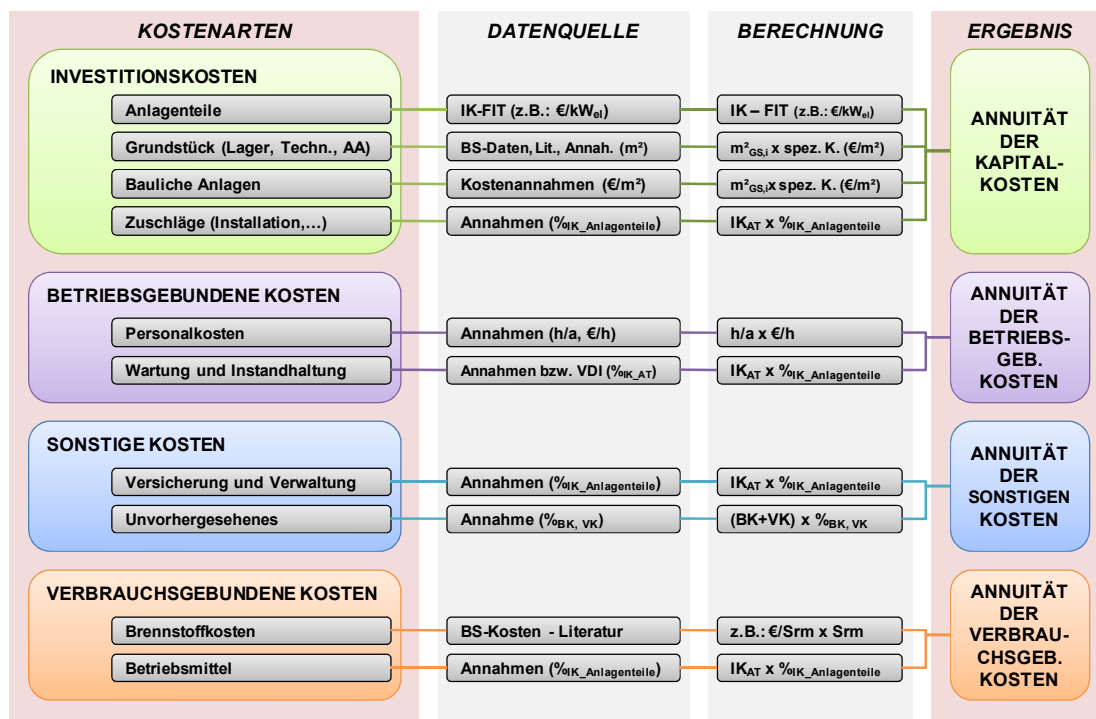 KOSTENARTEN DATENQUELLE BERECHNUNG ERGEBNIS
INVESTITIONSKOSTEN
Anlagenteile IK-FIT (z.B.: €/kWel) IK – FIT (z.B.: €/kWel)
Grundstück (Lager, Techn., AA) BS-Daten, Lit., Annah. (m²) m²GS,i x spez. K. (€/m²)
Bauliche Anlagen Kostenannahmen (€/m²) m²GS,i x spez. K. (€/m²)
Zuschläge (Installation,…) Annahmen (%IK_Anlagenteile) IKAT x %IK_Anlagenteile
ANNUITÄT
DER
KAPITAL-
KOSTEN
BETRIEBSGEBUNDENE KOSTEN
Personalkosten Annahmen (h/a, €/h) h/a x €/h
Wartung und Instandhaltung Annahmen bzw. VDI (%IK_AT) IKAT x %IK_Anlagenteile
ANNUITÄT
DER
BETRIEBS-
GEB.
KOSTEN
SONSTIGE KOSTEN
Versicherung und Verwaltung Annahmen (%IK_Anlagenteile) IKAT x %IK_Anlagenteile
Unvorhergesehenes Annahme (%BK, VK) (BK+VK) x %BK, VK
ANNUITÄT
DER
SONSTIGEN
KOSTEN
VERBRAUCHSGEBUNDENE KOSTEN
Brennstoffkosten BS-Kosten - Literatur z.B.: €/Srm x Srm
Betriebsmittel Annahmen (%IK_Anlagenteile) IKAT x %IK_Anlagenteile
ANNUITÄT
DER
VERBRAU-
CHSGEB.
KOSTEN